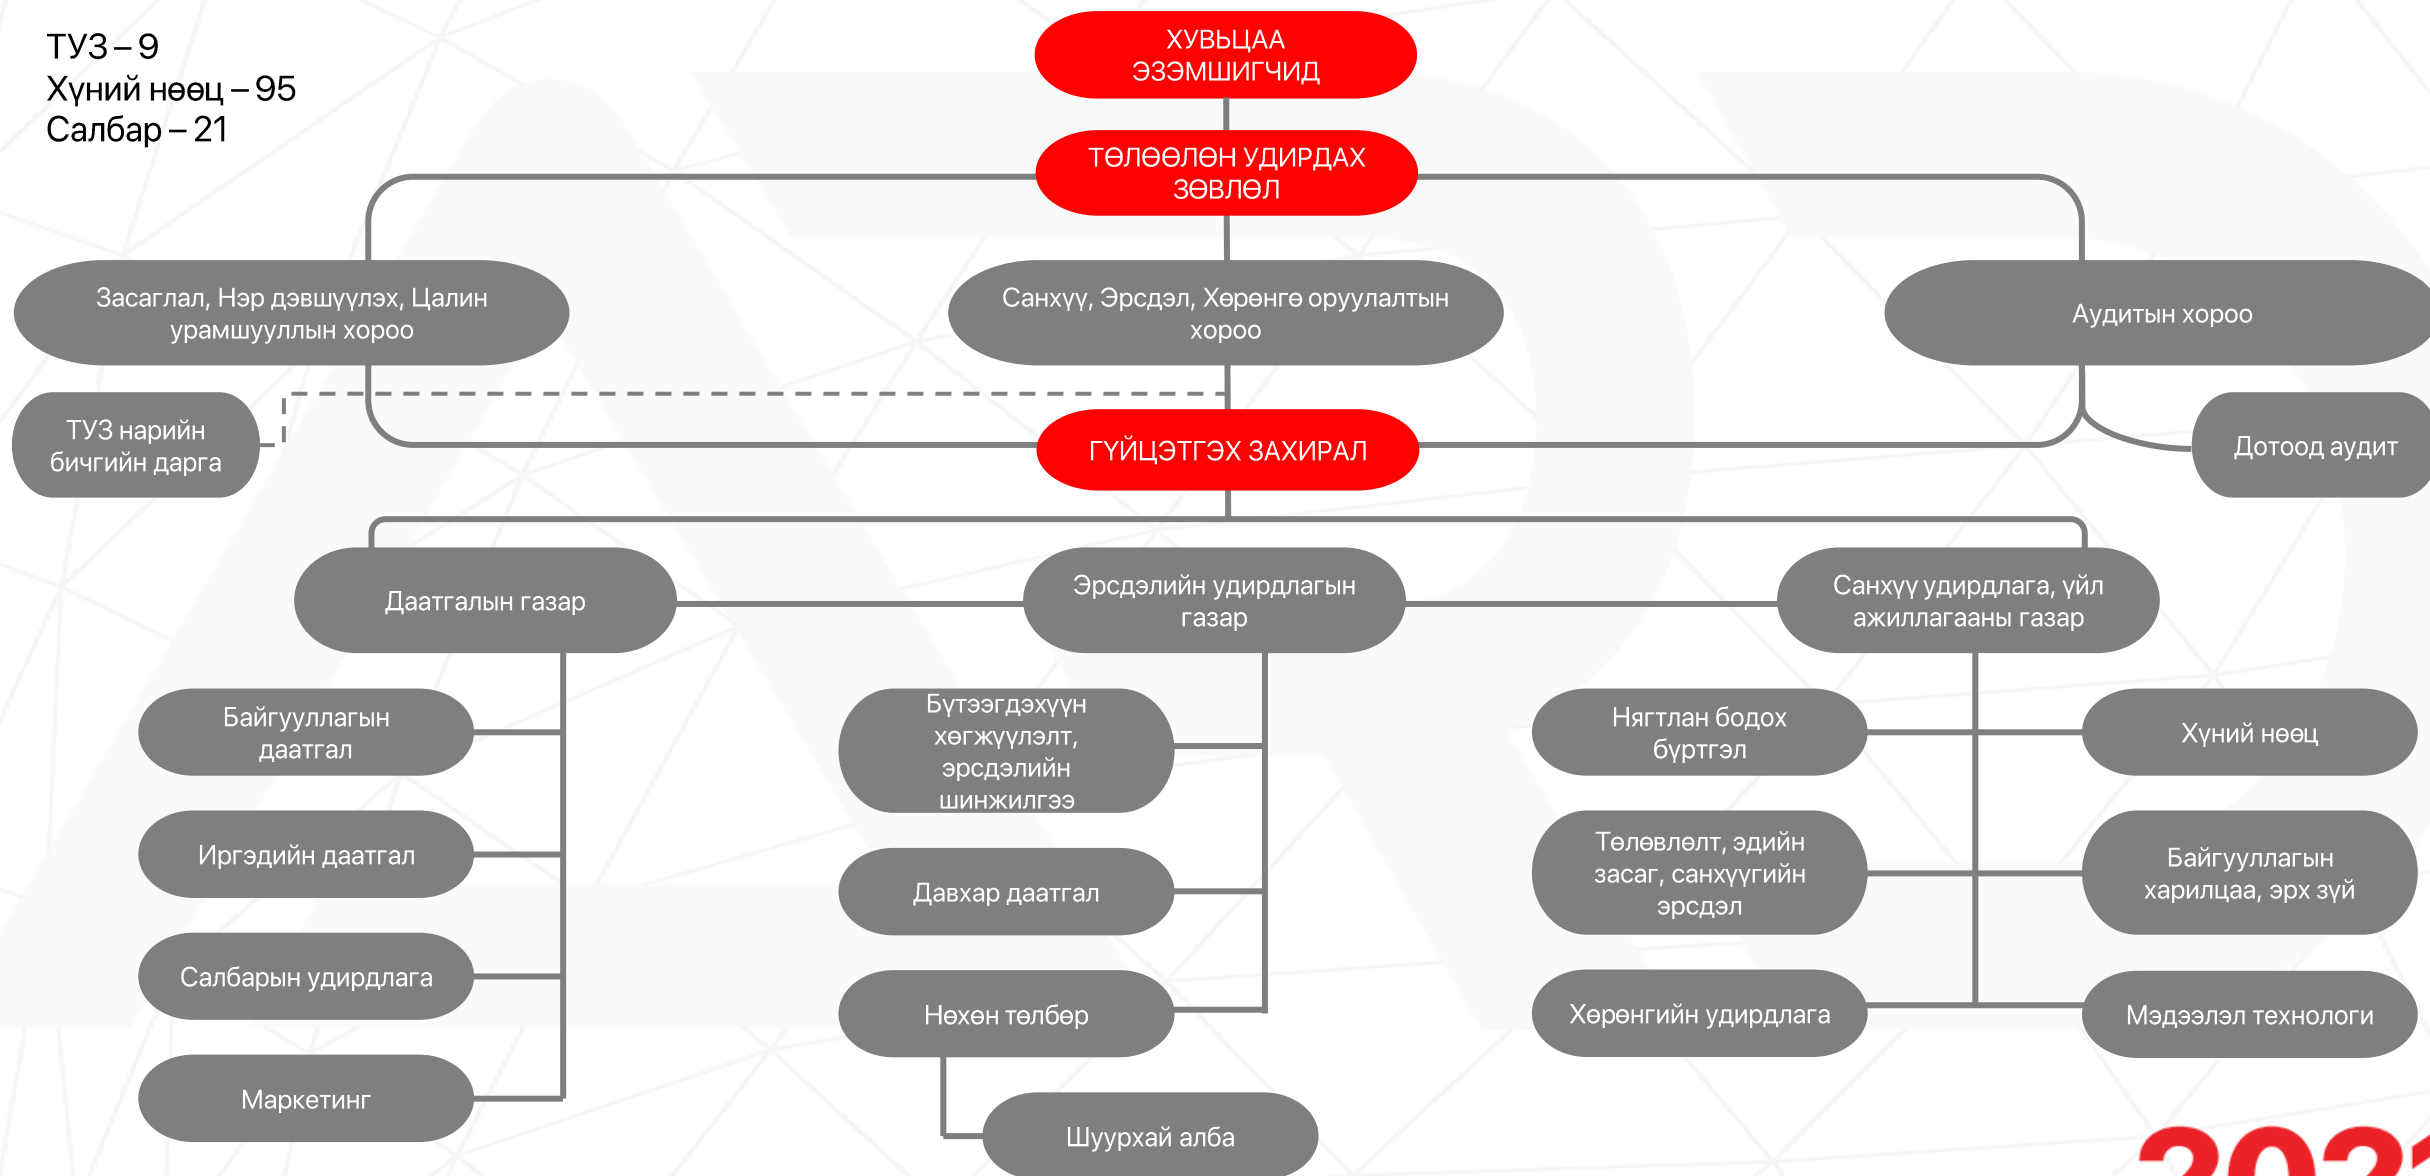 ТУЗ – 9
Хүний нөөц – 95
Салбар – 21
ХУВЬЦАА
ЭЗЭМШИГЧИД
ТӨЛӨӨЛӨН УДИРДАХ
ЗӨВЛӨЛ
Засаглал, Нэр дэвшүүлэх, Цалин
урамшууллын хороо
Санхүү, Эрсдэл, Хөрөнгө оруулалтын
хороо
Аудитын хороо
ТУЗ нарийн
бичгийн дарга
ГҮЙЦЭТГЭХ ЗАХИРАЛ
Дотоод аудит
Даатгалын газар
Эрсдэлийн удирдлагын
газар
Санхүү удирдлага, үйл
ажиллагааны газар
Байгууллагын
даатгал
Иргэдийн даатгал
Салбарын удирдлага
Маркетинг
Бүтээгдэхүүн
хөгжүүлэлт,
эрсдэлийн
шинжилгээ
Давхар даатгал
Нөхөн төлбөр
Шуурхай алба
Нягтлан бодох
бүртгэл
Төлөвлөлт, эдийн
засаг, санхүүгийн
эрсдэл
Хөрөнгийн удирдлага
Хүний нөөц
Байгууллагын
харилцаа, эрх зүй
Мэдээлэл технологи
2021